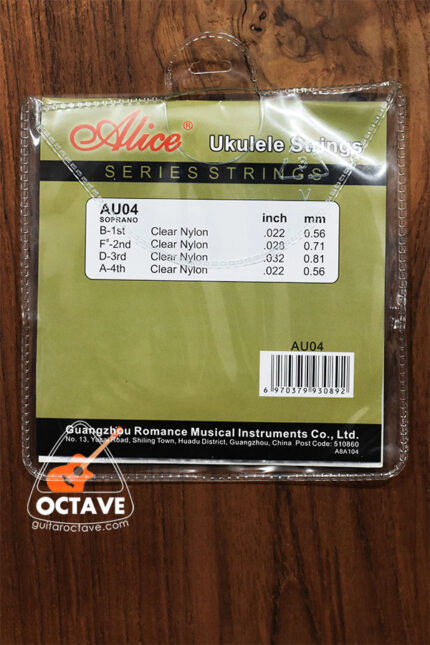 Alice® Ukulele Strings
SERIES STRINGS
AU04 inch mm
SOPRANO
B-1st Clear Nylon .022 0.56
F#-2nd Clear Nylon .028 0.71
D-3rd Clear Nylon .032 0.81
A-4th Clear Nylon .022 0.56
AU04
6 970379 930892
Guangzhou Romance Musical Instruments Co., Ltd.
No. 13, Road, Shiling Town, Huadu District, Guangzhou, China Post Code: 510860
A8A104
OCTAVE
guitaroctave.com